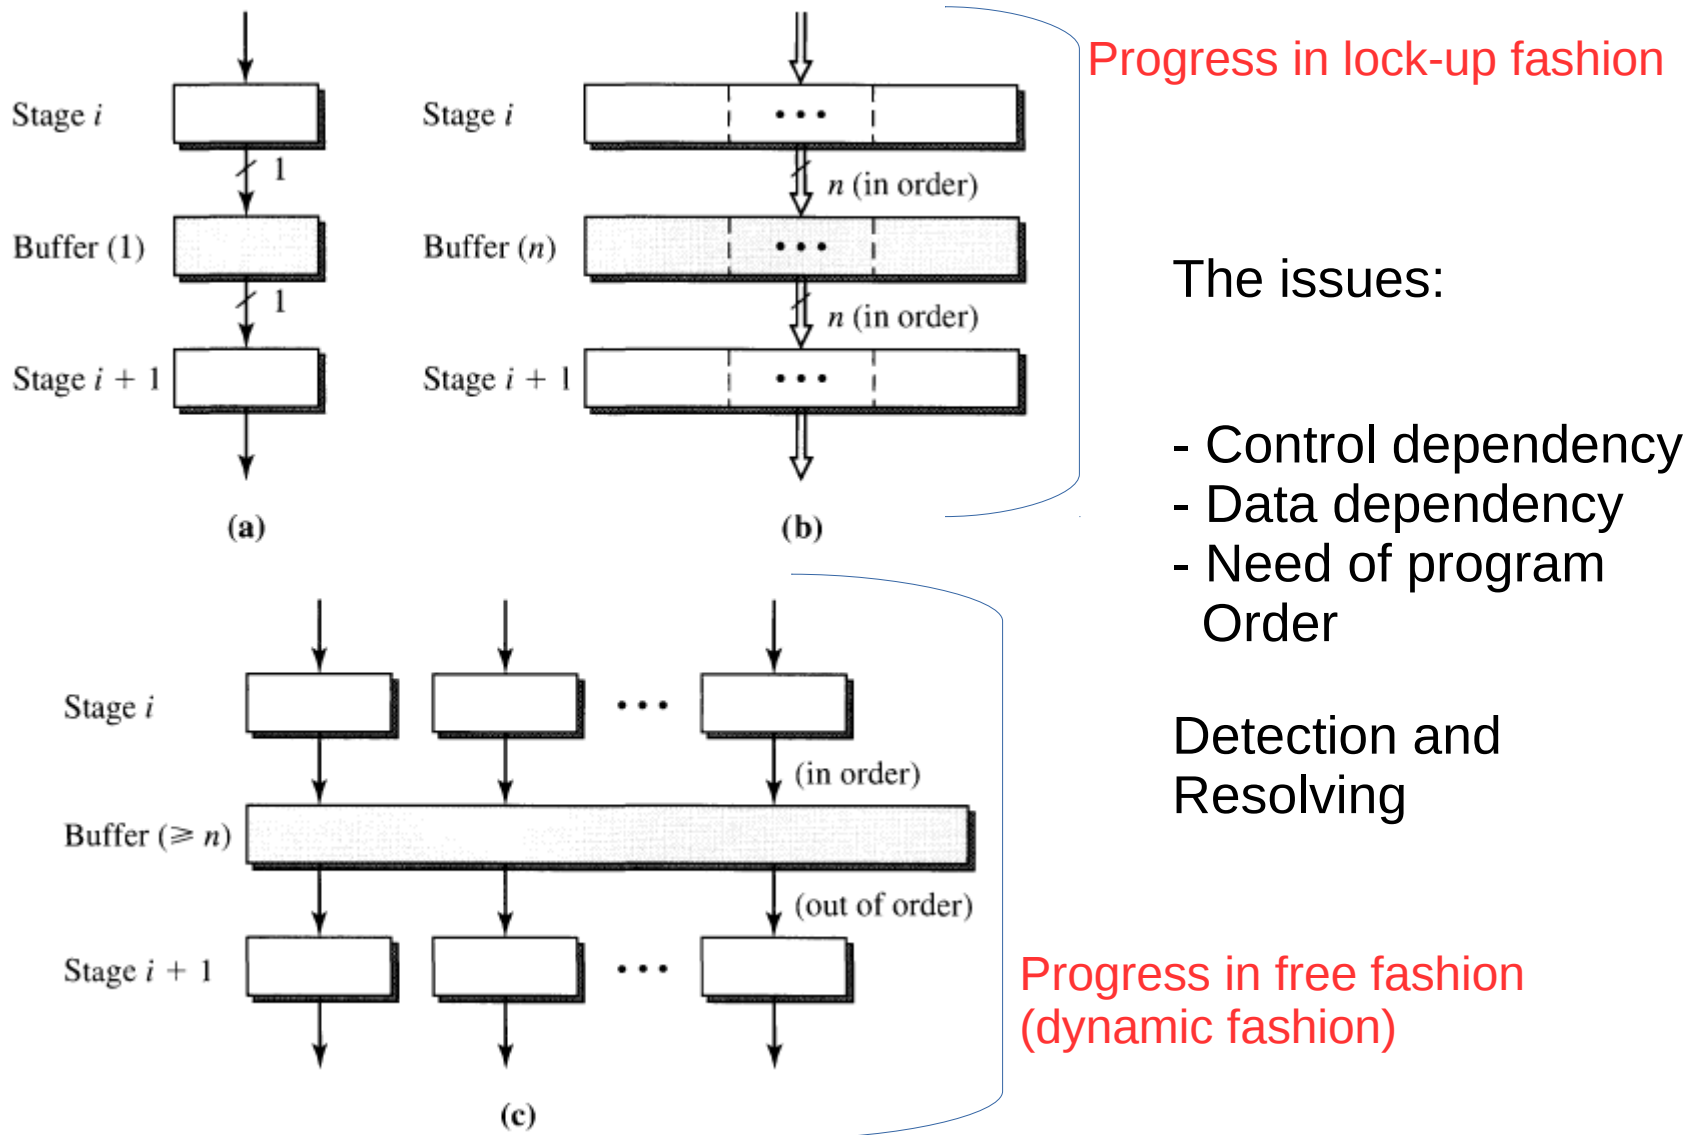 Progress in lock-up fashion
Stage i
1
Buffer (1)
1
Stage i + 1
(a)
Stage i
n (in order)
Buffer (n)
n (in order)
Stage i + 1
(b)
The issues:
- Control dependency
- Data dependency
- Need of program
Order
Detection and
Resolving
Stage i
(in order)
Buffer (⩾ n)
(out of order)
Stage i + 1
(c)
Progress in free fashion
(dynamic fashion)